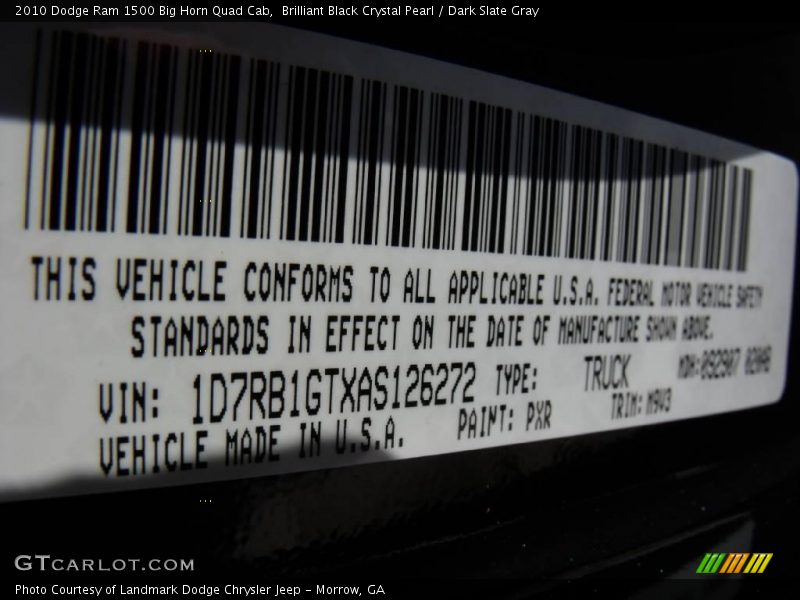 2010 Dodge Ram 1500 Big Horn Quad Cab,  Brilliant Black Crystal Pearl / Dark Slate Gray
THIS VEHICLE CONFORMS TO ALL APPLICABLE U.S.A. FEDERAL MOTOR VEHICLE SAFETY
STANDARDS IN EFFECT ON THE DATE OF MANUFACTURE SHOWN ABOVE.
VIN: 1D7RB1GTXAS126272 TYPE: TRUCK
VEHICLE MADE IN U.S.A. PAINT: PXR TRIM: M9V3
GTCARLOT.COM
Photo Courtesy of Landmark Dodge Chrysler Jeep - Morrow, GA